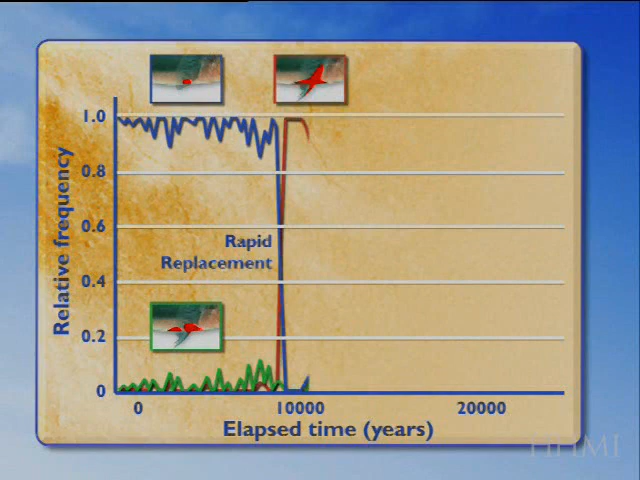 1.0
0.8
0.6
0.4
0.2
0
Relative frequency
Rapid
Replacement
0 10000 20000
Elapsed time (years)
HHMI